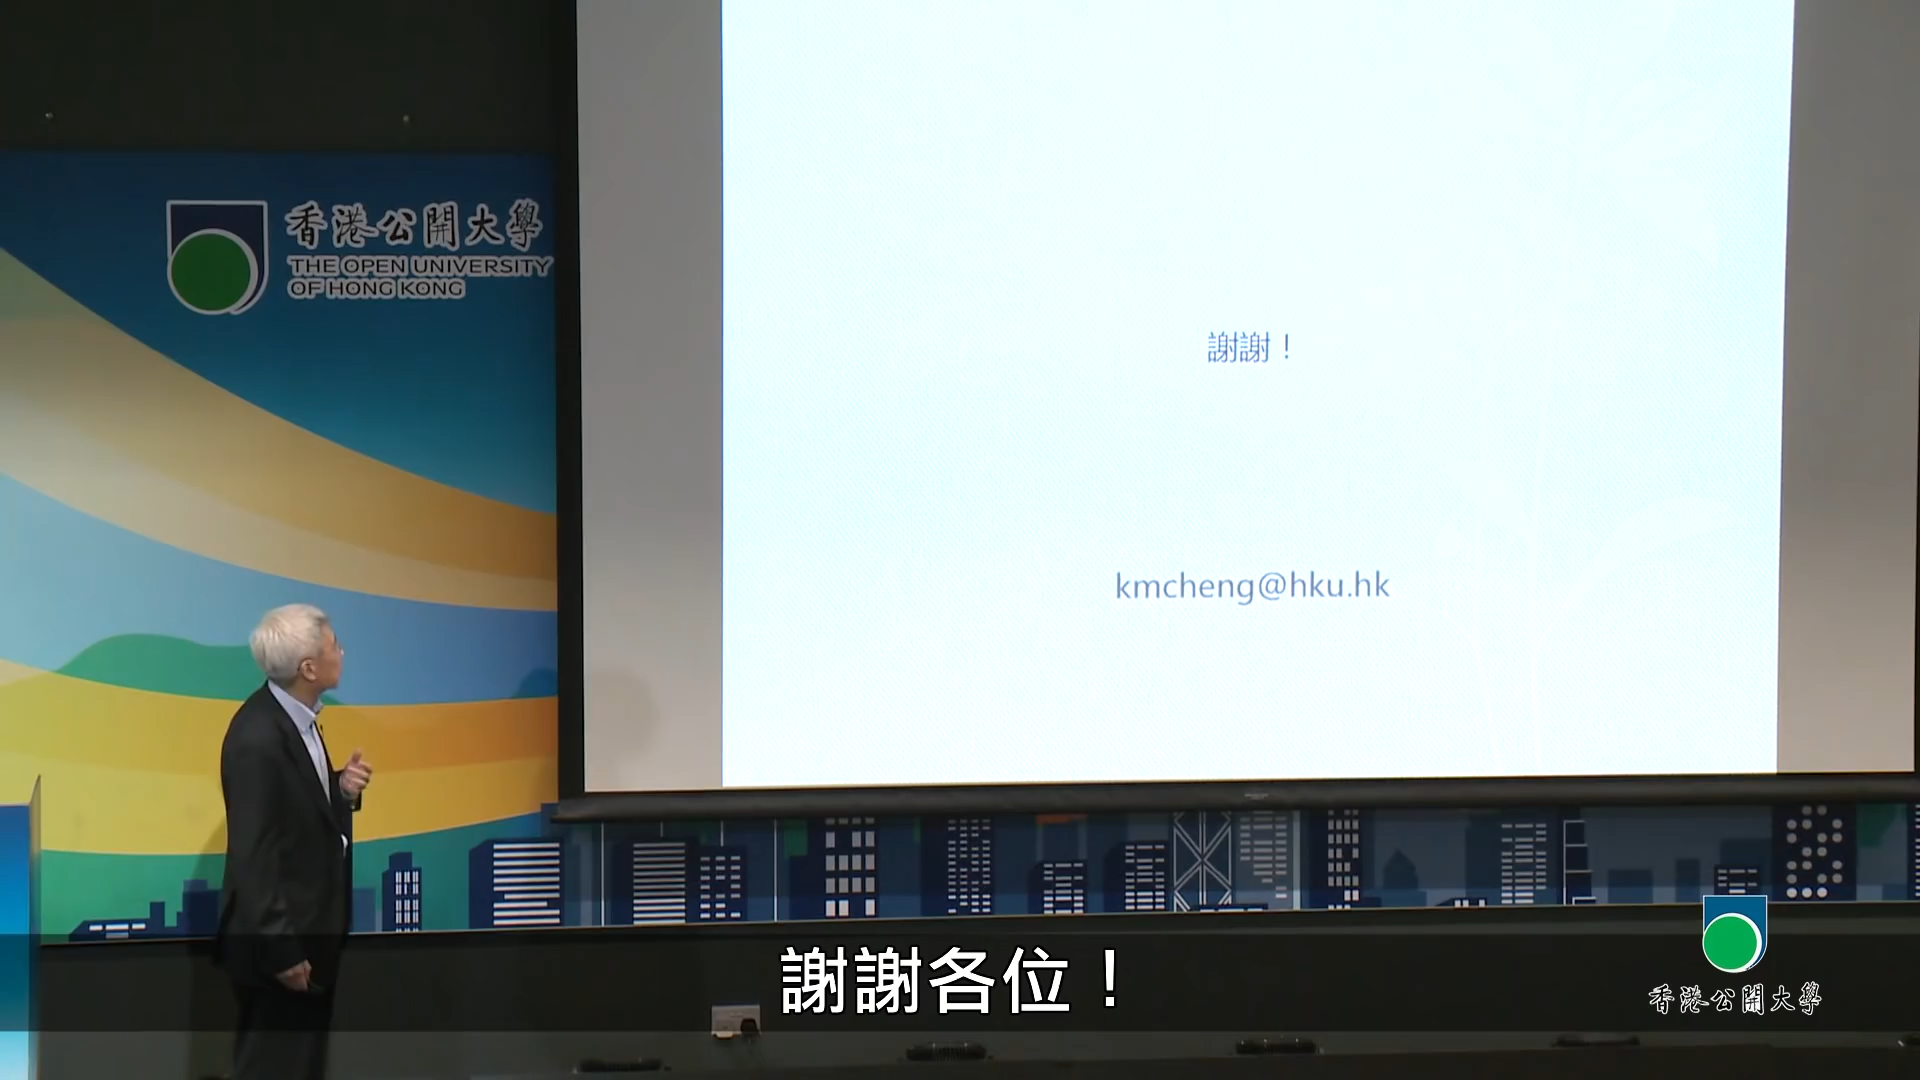 香港公開大學
THE OPEN UNIVERSITY
OF HONG KONG
謝謝！
kmcheng@hku.hk
謝謝各位！
香港公開大學